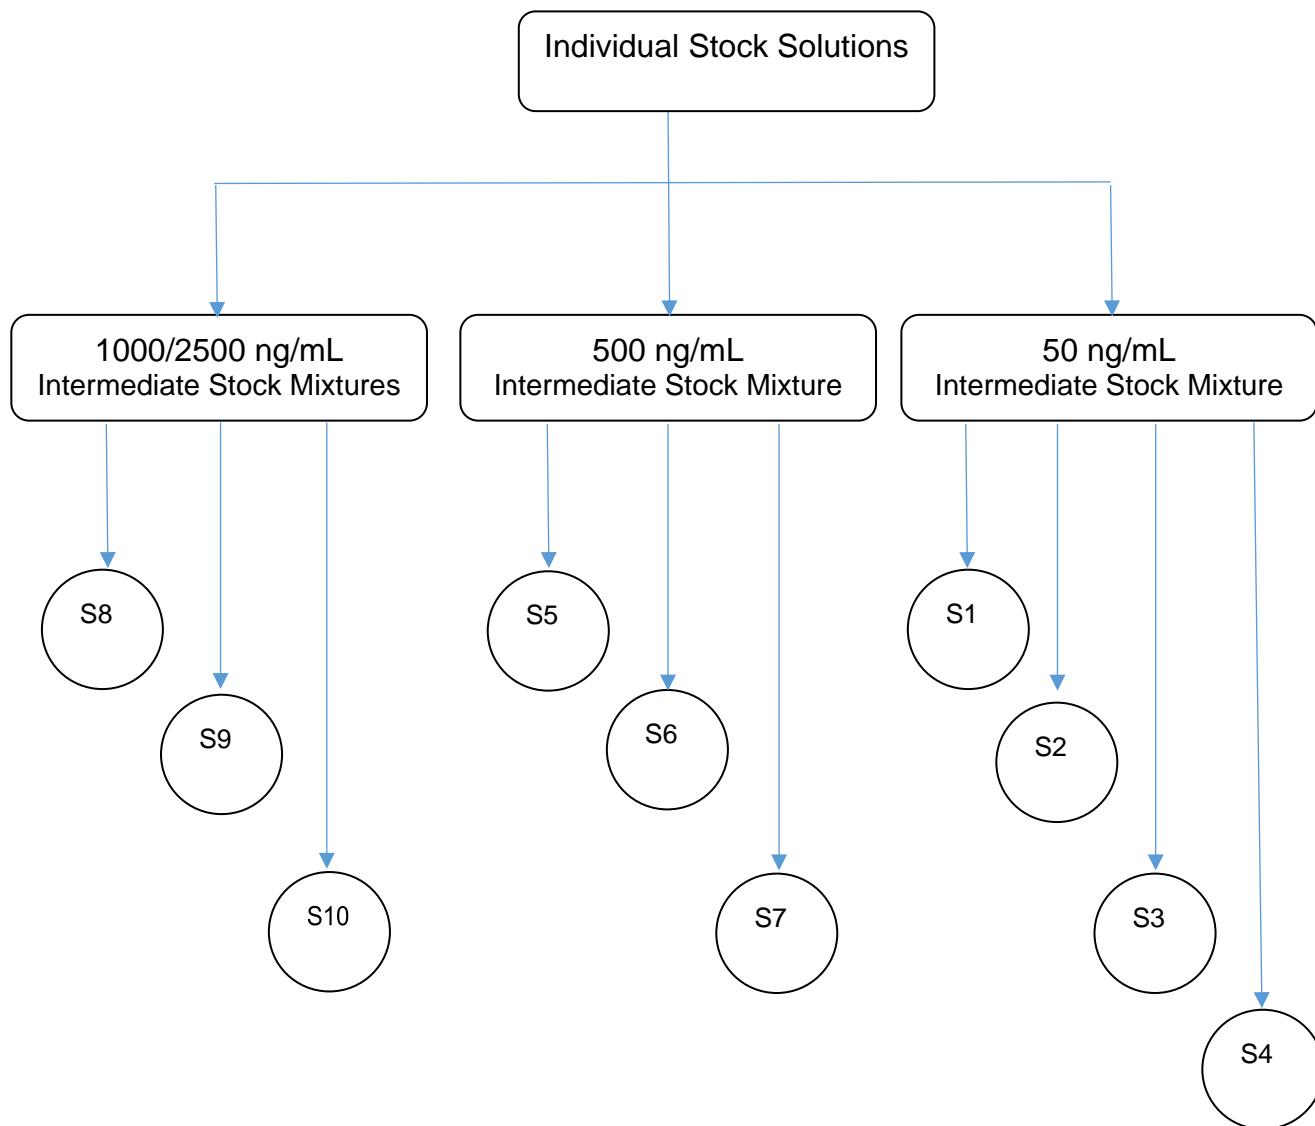 Individual Stock Solutions
1000/2500 ng/mL
Intermediate Stock Mixtures
500 ng/mL
Intermediate Stock Mixture
50 ng/mL
Intermediate Stock Mixture
S8
S5
S1
S9
S6
S2
S10
S7
S3
S4